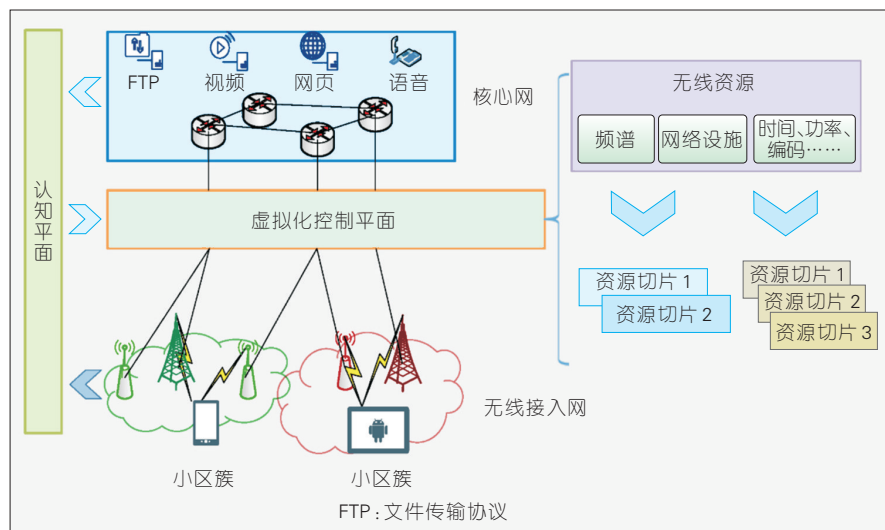 FTP
视频
网页
语音
核心网
无线资源
频谱
网络设施
时间、功率、
编码……
认知平面
虚拟化控制平面
资源切片 1
资源切片 2
资源切片 1
资源切片 2
资源切片 3
无线接入网
小区簇
小区簇
FTP：文件传输协议